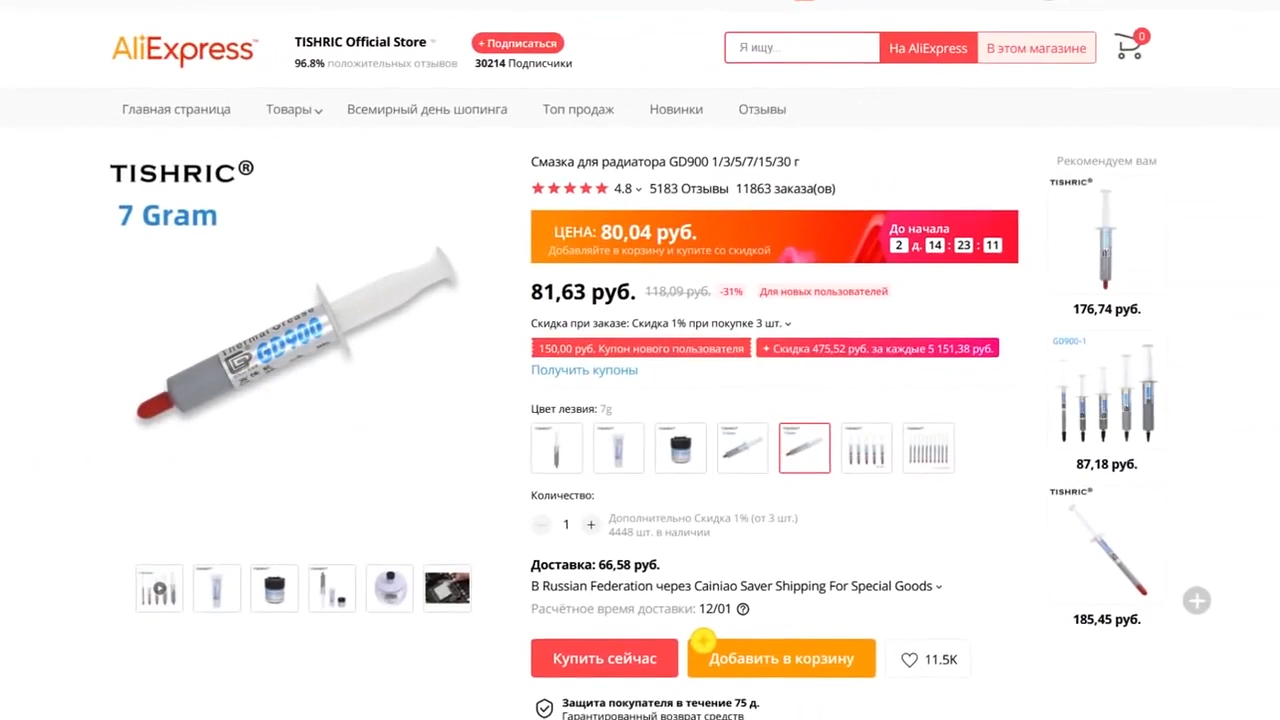 AliExpress™
TISHRIC Official Store
+ Подписаться
96.8% положительных отзывов
30214 Подписчики
Я ищу...
На AliExpress
В этом магазине
0
Главная страница
Товары
Всемирный день шопинга
Топ продаж
Новинки
Отзывы
TISHRIC®
7 Gram
Thermal Grease
GD900
Смазка для радиатора GD900 1/3/5/7/15/30 г
4.8 5183 Отзывы 11863 заказа(ов)
ЦЕНА: 80,04 руб.
Добавляйте в корзину и купите со скидкой
До начала
2 д. 14 : 23 : 11
81,63 руб. 118,09 руб. -31% Для новых пользователей
Скидка при заказе: Скидка 1% при покупке 3 шт.
150,00 руб. Купон нового пользователя
Скидка 475,52 руб. за каждые 5 151,38 руб.
Получить купоны
Цвет лезвия: 7g
Количество:
1 +
Дополнительно Скидка 1% (от 3 шт.)
4448 шт. в наличии
Доставка: 66,58 руб.
В Russian Federation через Cainiao Saver Shipping For Special Goods
Расчётное время доставки: 12/01
Купить сейчас
Добавить в корзину
11.5K
Защита покупателя в течение 75 д.
Гарантированный возврат средств
Рекомендуем вам
TISHRIC®
176,74 руб.
GD900-1
87,18 руб.
TISHRIC®
185,45 руб.